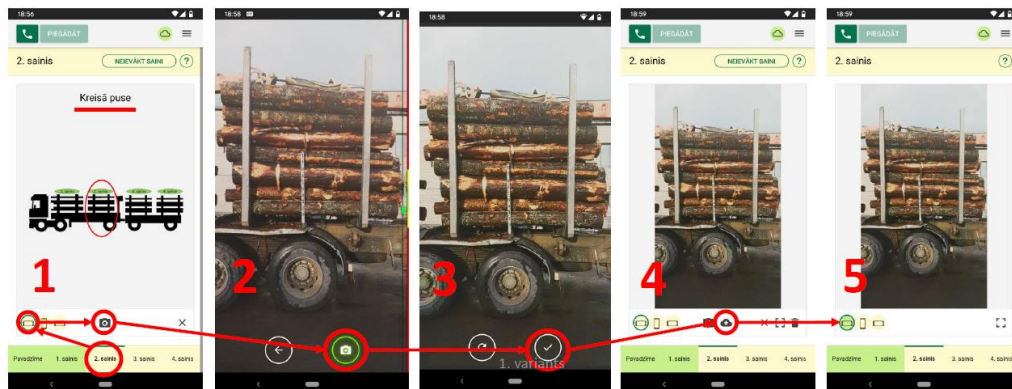 18:56
PIEGĀDĀT
2. sainis
NEIEVĀKT SAINI
?
Kreisā puse
1
Pavadzīme
1. sainis
2. sainis
3. sainis
4. sainis
18:58
2
18:58
3
1. variants
18:59
PIEGĀDĀT
2. sainis
NEIEVĀKT SAINI
?
4
Pavadzīme
1. sainis
2. sainis
3. sainis
4. sainis
18:59
PIEGĀDĀT
2. sainis
?
5
Pavadzīme
1. sainis
2. sainis
3. sainis
4. sainis